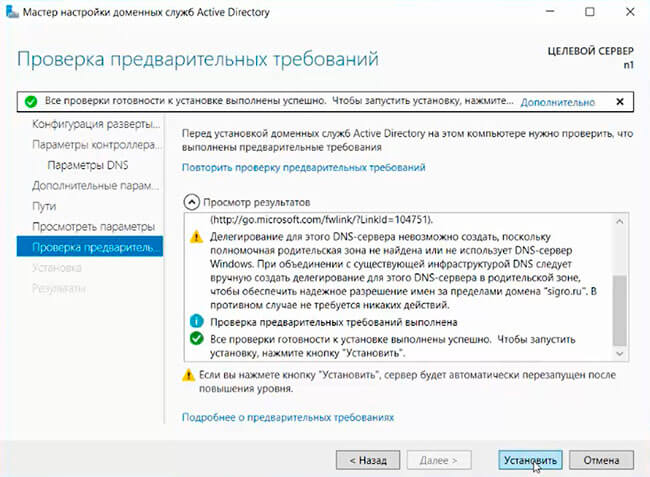 Мастер настройки доменных служб Active Directory
Проверка предварительных требований
ЦЕЛЕВОЙ СЕРВЕР
n1
Все проверки готовности к установке выполнены успешно. Чтобы запустить установку, нажмите... Дополнительно
Конфигурация разверты...
Параметры контроллера...
Параметры DNS
Дополнительные парам...
Пути
Просмотреть параметры
Проверка предваритель...
Установка
Результаты
Перед установкой доменных служб Active Directory на этом компьютере нужно проверить, что
выполнены предварительные требования
Повторить проверку предварительных требований
Просмотр результатов
(http://go.microsoft.com/fwlink/?LinkId=104751).
Делегирование для этого DNS-сервера невозможно создать, поскольку
полномочная родительская зона не найдена или не использует DNS-сервер
Windows. При объединении с существующей инфраструктурой DNS следует
вручную создать делегирование для этого DNS-сервера в родительской зоне,
чтобы обеспечить надежное разрешение имен за пределами домена "sigro.ru". В
противном случае не требуется никаких действий.
Проверка предварительных требований выполнена
Все проверки готовности к установке выполнены успешно. Чтобы запустить
установку, нажмите кнопку "Установить".
Если вы нажмете кнопку "Установить", сервер будет автоматически перезапущен после
повышения уровня.
Подробнее о предварительных требованиях
< Назад
Далее >
Установить
Отмена